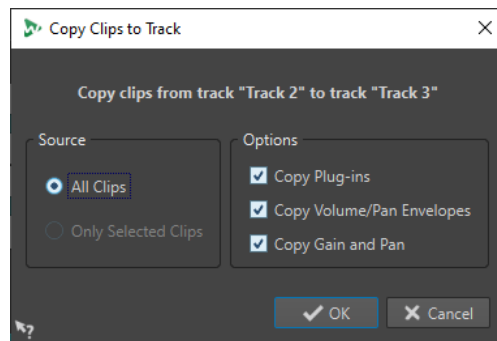 Copy Clips to Track
Copy clips from track "Track 2" to track "Track 3"
Source
Options
All Clips
Copy Plug-ins
Only Selected Clips
Copy Volume/Pan Envelopes
Copy Gain and Pan
OK
Cancel
?